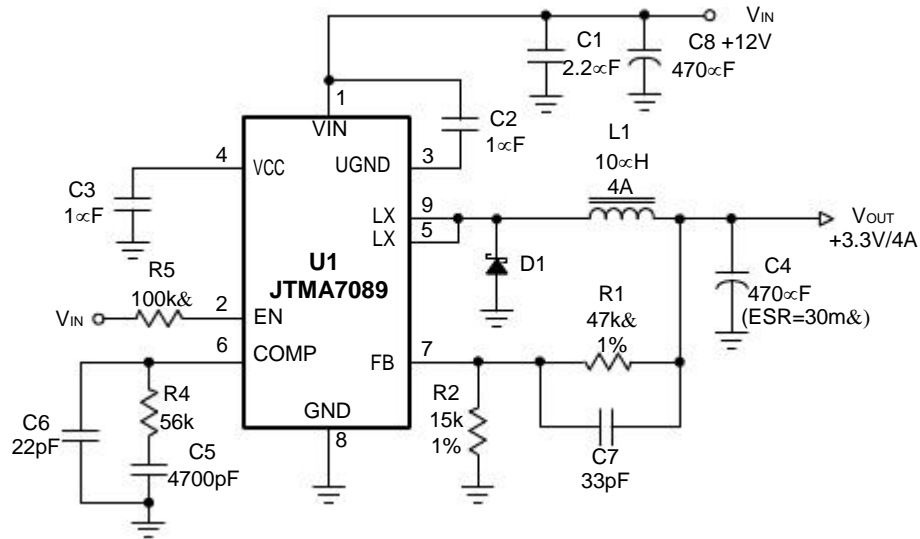 VIN
C1
2.2∝F
C8 +12V
470∝F
1
VIN
C2
1∝F
UGND
3
4
VCC
C3
1∝F
L1
10∝H
4A
LX
9
LX
5
VOUT
+3.3V/4A
U1
JTMA7089
D1
C4
470∝F
(ESR=30m&)
R5
100k&
VIN
2
EN
R1
47k&
1%
6
COMP
FB
7
R4
56k
C6
22pF
C5
4700pF
GND
8
R2
15k
1%
C7
33pF